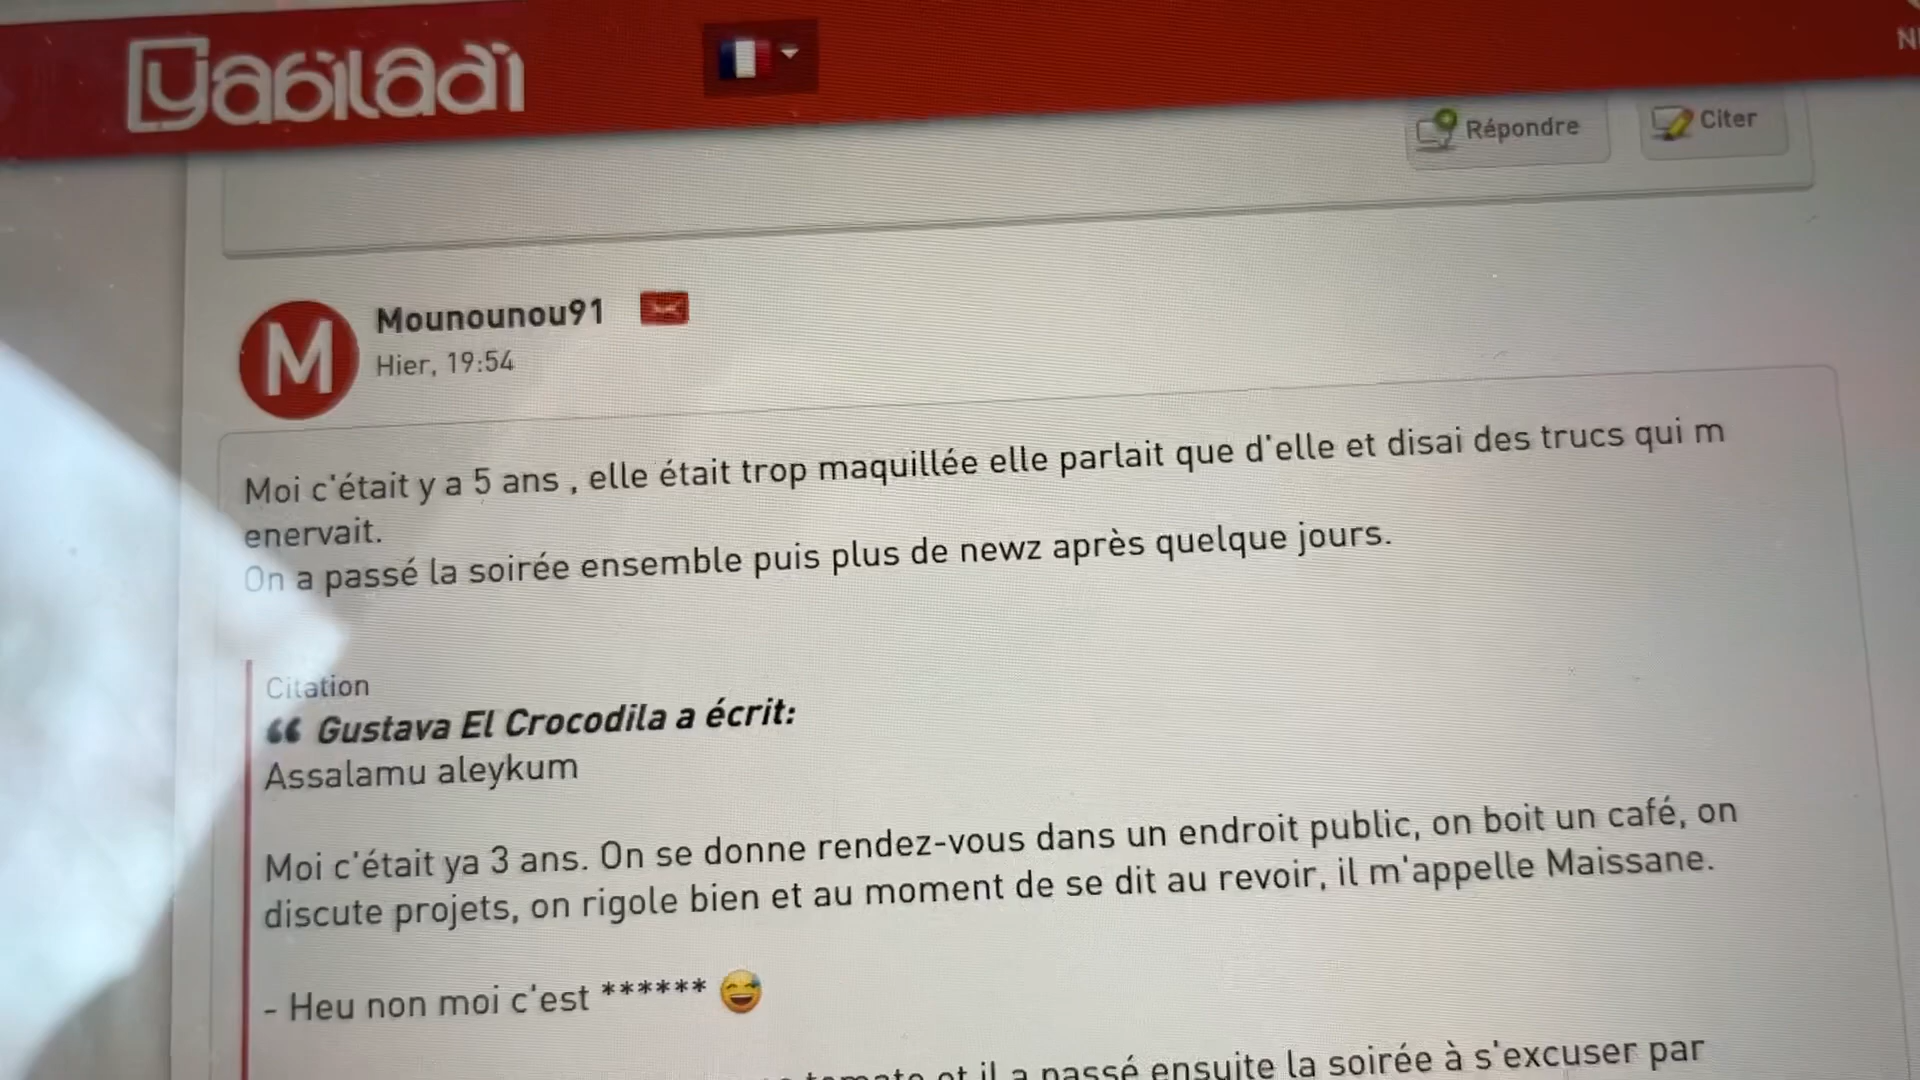 yabiladi
Répondre
Citer
Mounounou91
Hier, 19:54
Moi c'était y a 5 ans , elle était trop maquillée elle parlait que d'elle et disai des trucs qui m
enervait.
On a passé la soirée ensemble puis plus de newz après quelque jours.
Citation
“ Gustava El Crocodila a écrit:
Assalamu aleykum
Moi c'était ya 3 ans. On se donne rendez-vous dans un endroit public, on boit un café, on
discute projets, on rigole bien et au moment de se dit au revoir, il m'appelle Maissane.
- Heu non moi c'est ****** 😅
et il a passé ensuite la soirée à s'excuser par